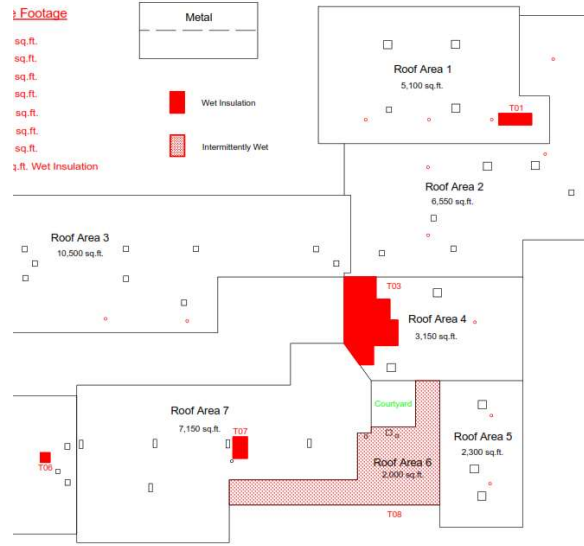 e Footage
sq.ft.
sq.ft.
sq.ft.
sq.ft.
sq.ft.
sq.ft.
sq.ft.
q.ft. Wet Insulation
Metal
Wet Insulation
Intermittently Wet
Roof Area 1
5,100 sq.ft.
T01
Roof Area 2
6,550 sq.ft.
Roof Area 3
10,500 sq.ft.
T03
Roof Area 4
3,150 sq.ft.
Courtyard
Roof Area 7
7,150 sq.ft.
T07
T06
Roof Area 5
2,300 sq.ft.
Roof Area 6
2,000 sq.ft.
T08